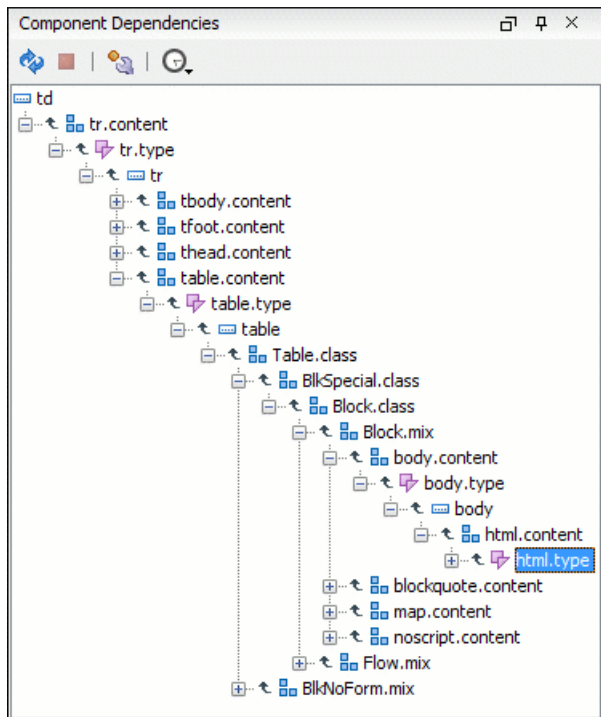 Component Dependencies
td
tr.content
tr.type
tr
tbody.content
tfoot.content
thead.content
table.content
table.type
table
Table.class
BlkSpecial.class
Block.class
Block.mix
body.content
body.type
body
html.content
html.type
blockquote.content
map.content
noscript.content
Flow.mix
BlkNoForm.mix